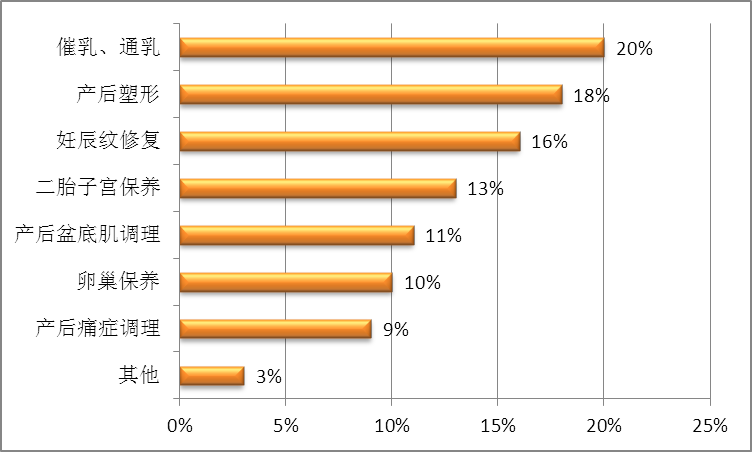 催乳、通乳 20%
产后塑形 18%
妊辰纹修复 16%
二胎子宫保养 13%
产后盆底肌调理 11%
卵巢保养 10%
产后痛症调理 9%
其他 3%
0% 5% 10% 15% 20% 25%